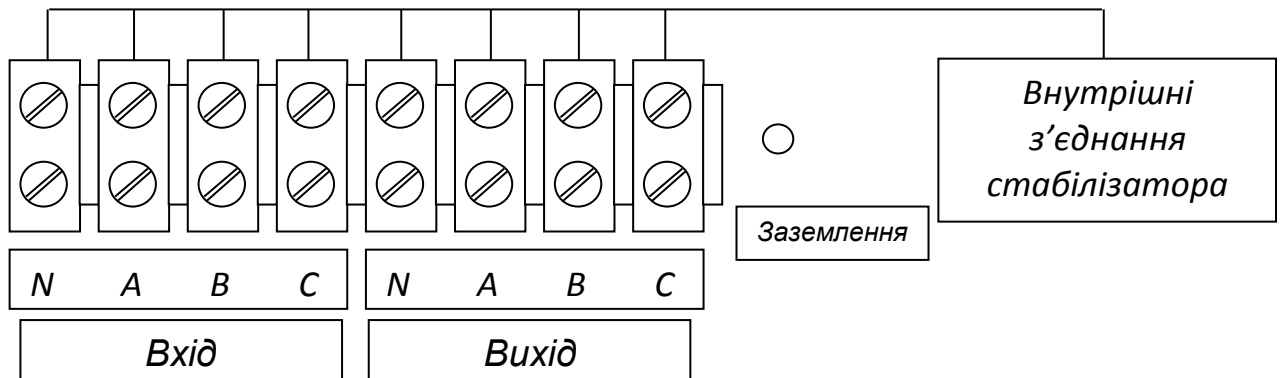 Внутрішні
з’єднання
стабілізатора
Заземлення
N A B C N A B C
Вхід Вихід